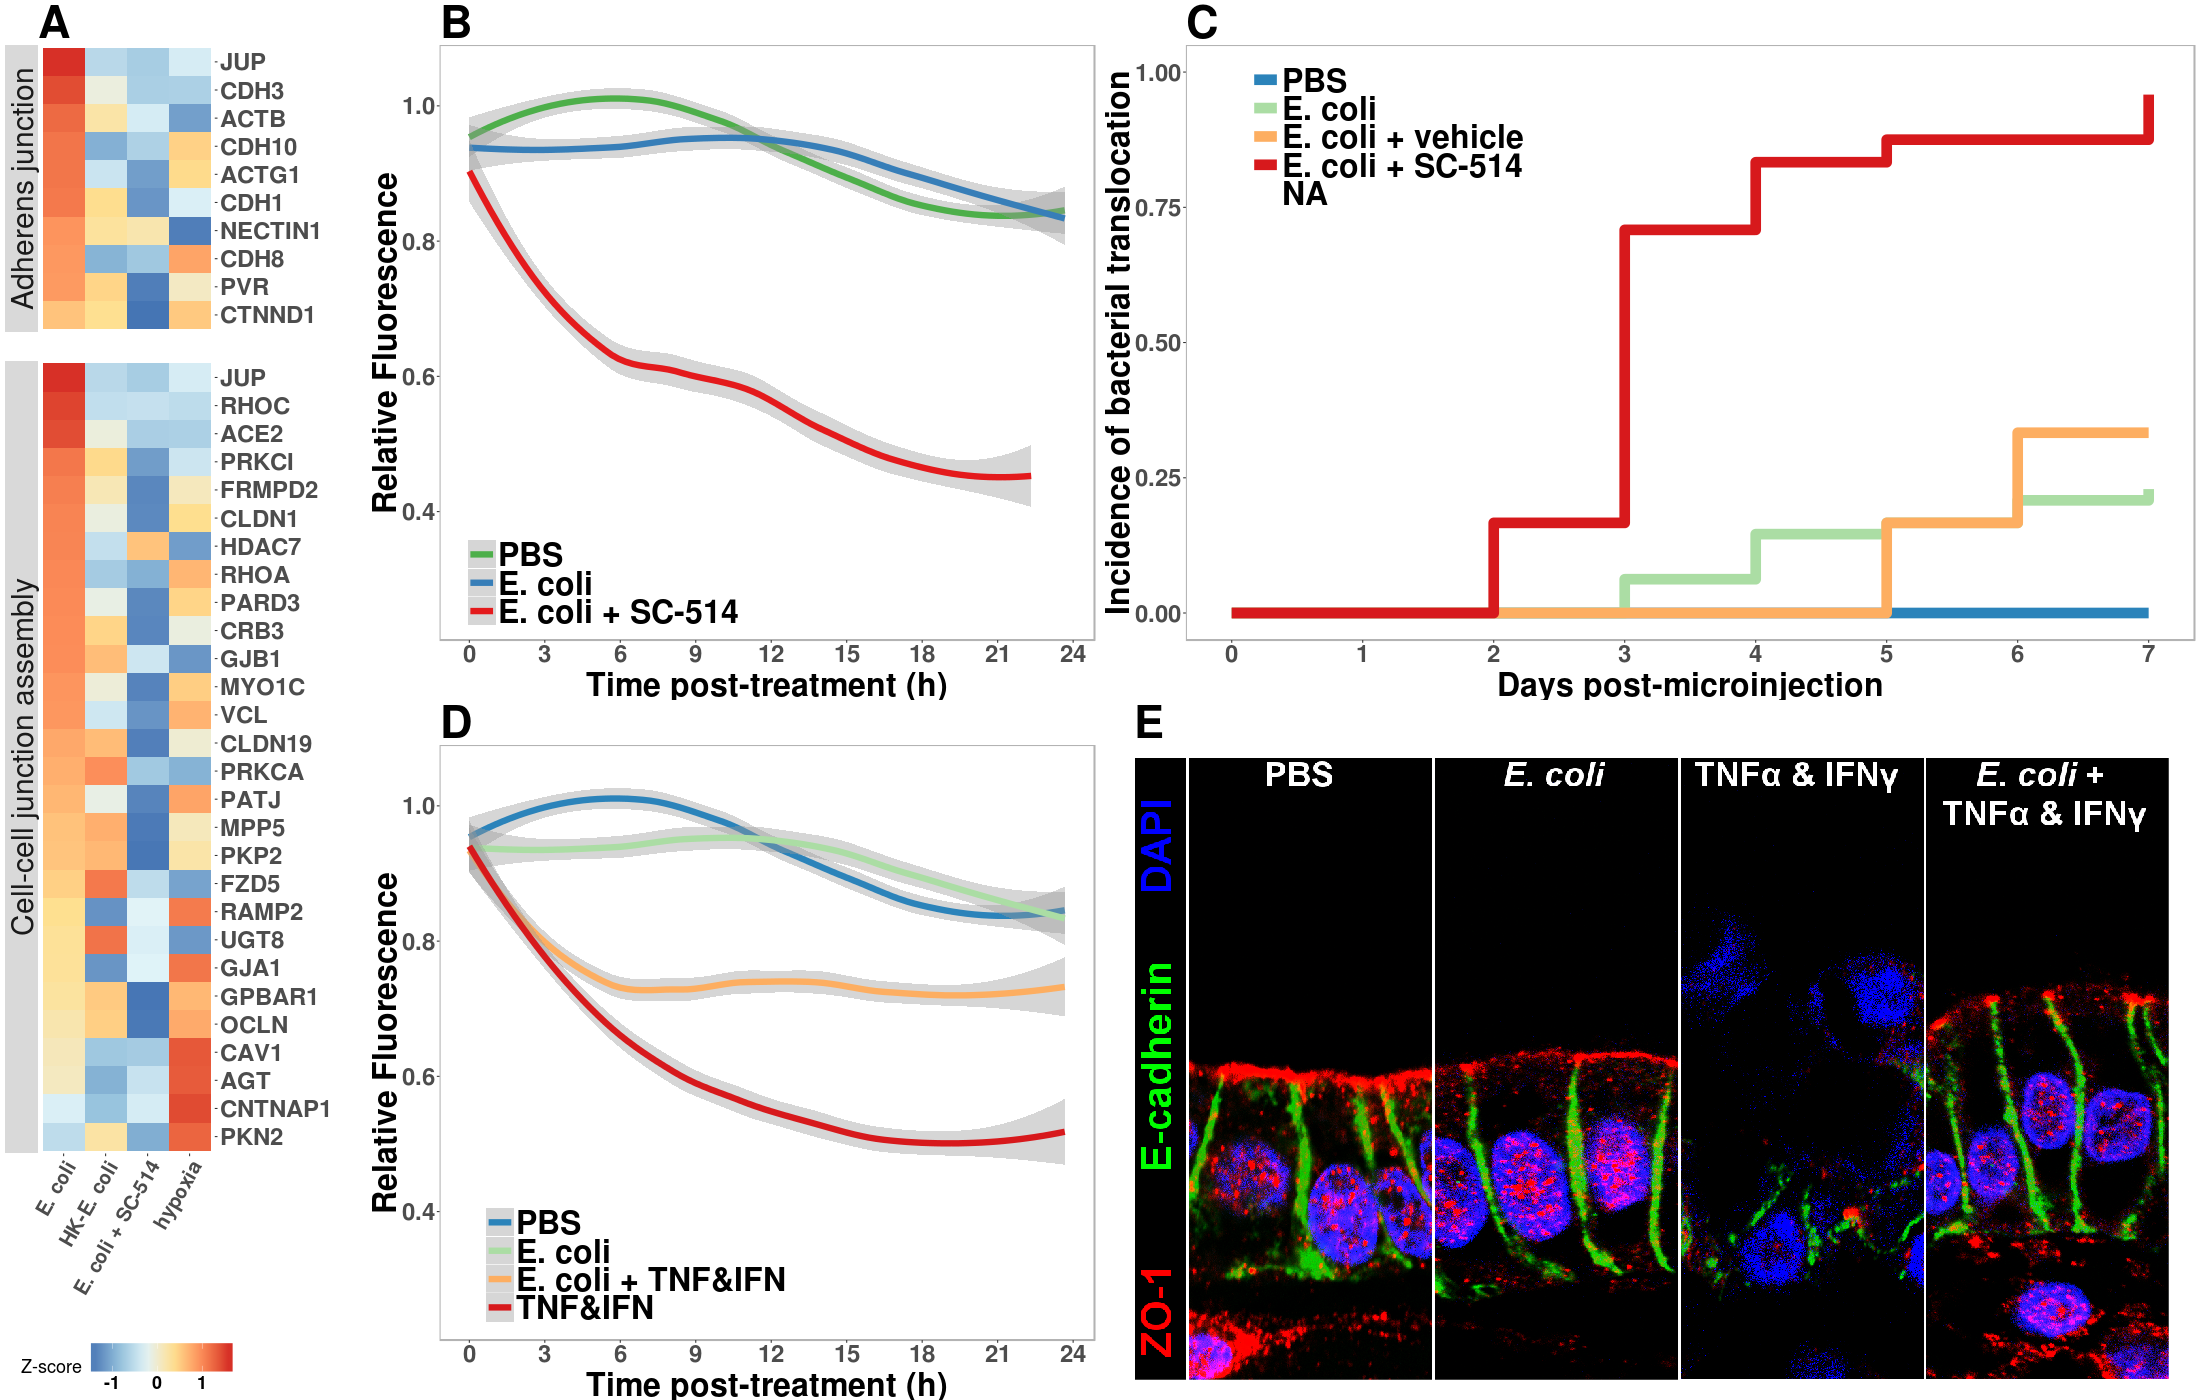 A
Adherens junction
JUP
CDH3
ACTB
CDH10
ACTG1
CDH1
NECTIN1
CDH8
PVR
CTNND1
Cell-cell junction assembly
JUP
RHOC
ACE2
PRKCI
FRMPD2
CLDN1
HDAC7
RHOA
PARD3
CRB3
GJB1
MYO1C
VCL
CLDN19
PRKCA
PATJ
MPP5
PKP2
FZD5
RAMP2
UGT8
GJA1
GPBAR1
OCLN
CAV1
AGT
CNTNAP1
PKN2
E. coli
HK-E. coli
E. coli + SC-514
hypoxia
Z-score
-1 0 1
B
Relative Fluorescence
1.0
0.8
0.6
0.4
PBS
E. coli
E. coli + SC-514
0 3 6 9 12 15 18 21 24
Time post-treatment (h)
C
Incidence of bacterial translocation
1.00
0.75
0.50
0.25
0.00
PBS
E. coli
E. coli + vehicle
E. coli + SC-514
NA
0 1 2 3 4 5 6 7
Days post-microinjection
D
Relative Fluorescence
1.0
0.8
0.6
0.4
PBS
E. coli
E. coli + TNF&IFN
TNF&IFN
0 3 6 9 12 15 18 21 24
Time post-treatment (h)
E
ZO-1 E-cadherin DAPI
PBS
E. coli
TNFα & IFNγ
E. coli +
TNFα & IFNγ